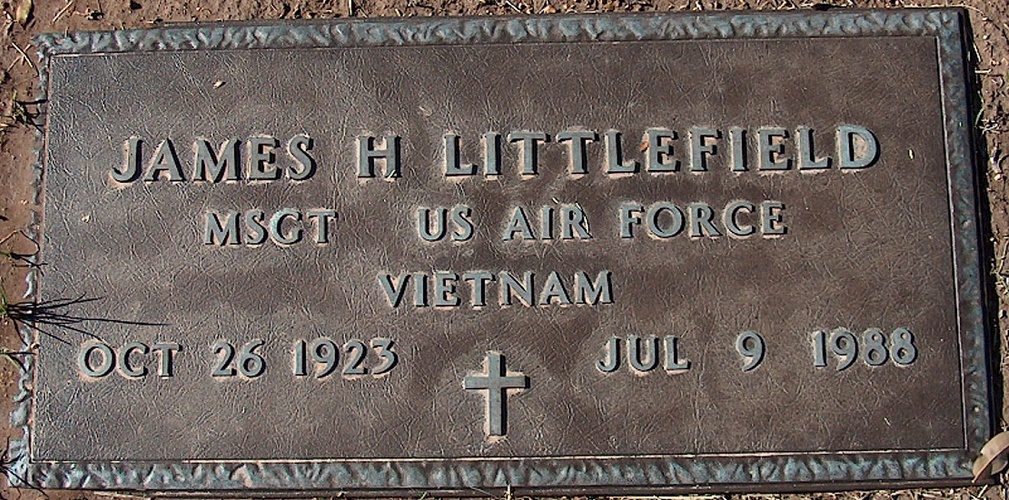 JAMES H LITTLEFIELD
MSGT US AIR FORCE
VIETNAM
OCT 26 1923 JUL 9 1988